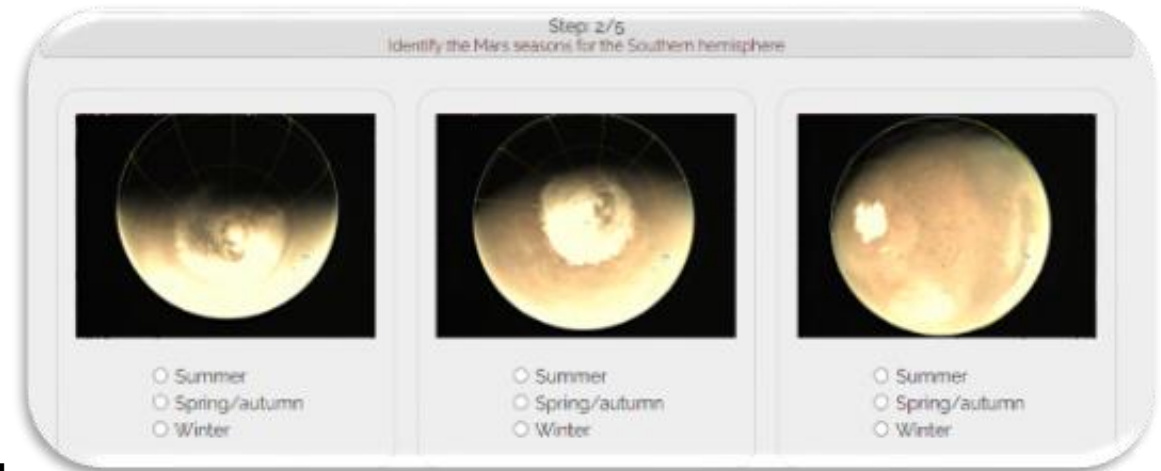 Step: 2/5
Identify the Mars seasons for the Southern hemisphere
Summer
Spring/autumn
Winter
Summer
Spring/autumn
Winter
Summer
Spring/autumn
Winter